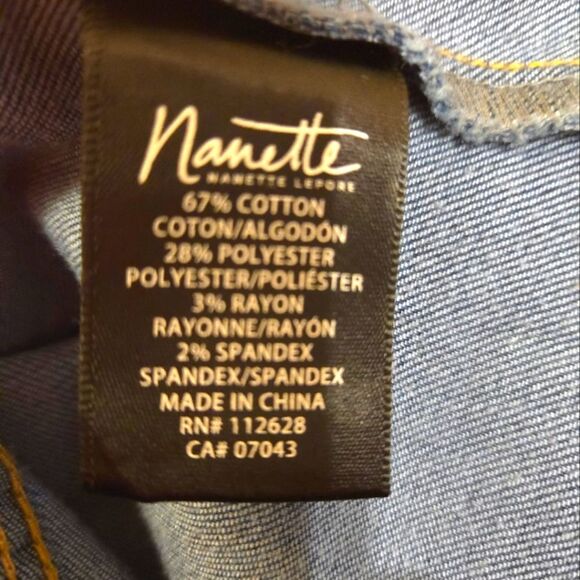 Nanette
NANETTE LEPORE
67% COTTON
COTON/ALGODÓN
28% POLYESTER
POLYESTER/POLIÉSTER
3% RAYON
RAYONNE/RAYÓN
2% SPANDEX
SPANDEX/SPANDEX
MADE IN CHINA
RN# 112628
CA# 07043